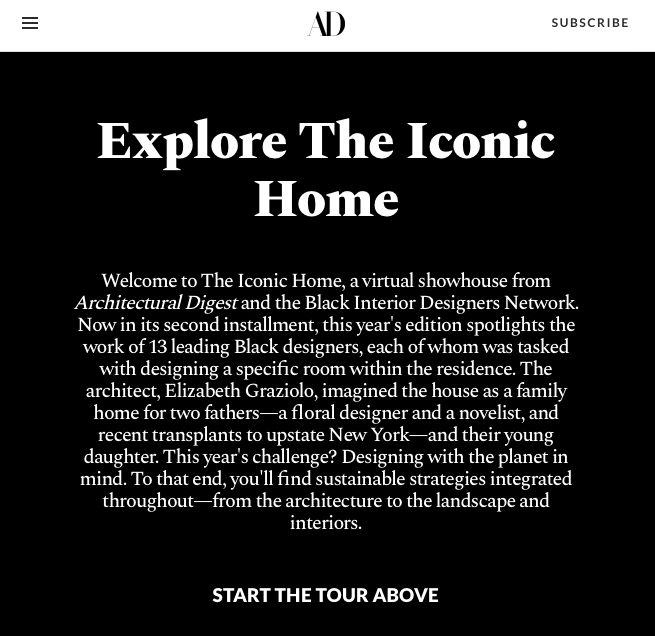 AD
SUBSCRIBE
Explore The Iconic
Home
Welcome to The Iconic Home, a virtual showhouse from
Architectural Digest and the Black Interior Designers Network.
Now in its second installment, this year's edition spotlights the
work of 13 leading Black designers, each of whom was tasked
with designing a specific room within the residence. The
architect, Elizabeth Graziolo, imagined the house as a family
home for two fathers—a floral designer and a novelist, and
recent transplants to upstate New York—and their young
daughter. This year's challenge? Designing with the planet in
mind. To that end, you'll find sustainable strategies integrated
throughout—from the architecture to the landscape and
interiors.
START THE TOUR ABOVE